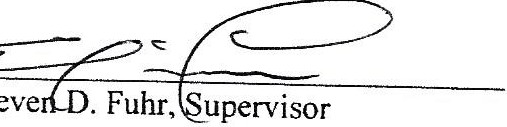 even D. Fuhr, Supervisor